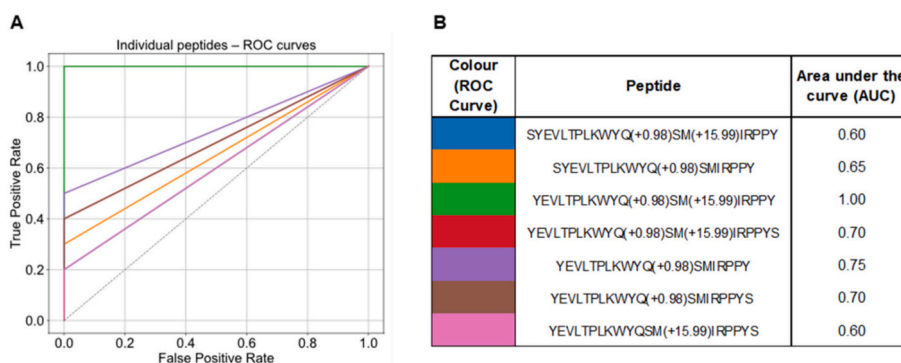 A
Individual peptides – ROC curves
True Positive Rate
1.0
0.8
0.6
0.4
0.2
0.0
0.0 0.2 0.4 0.6 0.8 1.0
False Positive Rate
B
Colour (ROC Curve) Peptide Area under the curve (AUC)
SYEVLTPLKWYQ(+0.98)SM(+15.99)IRPPY 0.60
SYEVLTPLKWYQ(+0.98)SMIRPPY 0.65
YEVLTPLKWYQ(+0.98)SM(+15.99)IRPPY 1.00
YEVLTPLKWYQ(+0.98)SM(+15.99)IRPPYS 0.70
YEVLTPLKWYQ(+0.98)SMIRPPY 0.75
YEVLTPLKWYQ(+0.98)SMIRPPYS 0.70
YEVLTPLKWYQSM(+15.99)IRPPYS 0.60